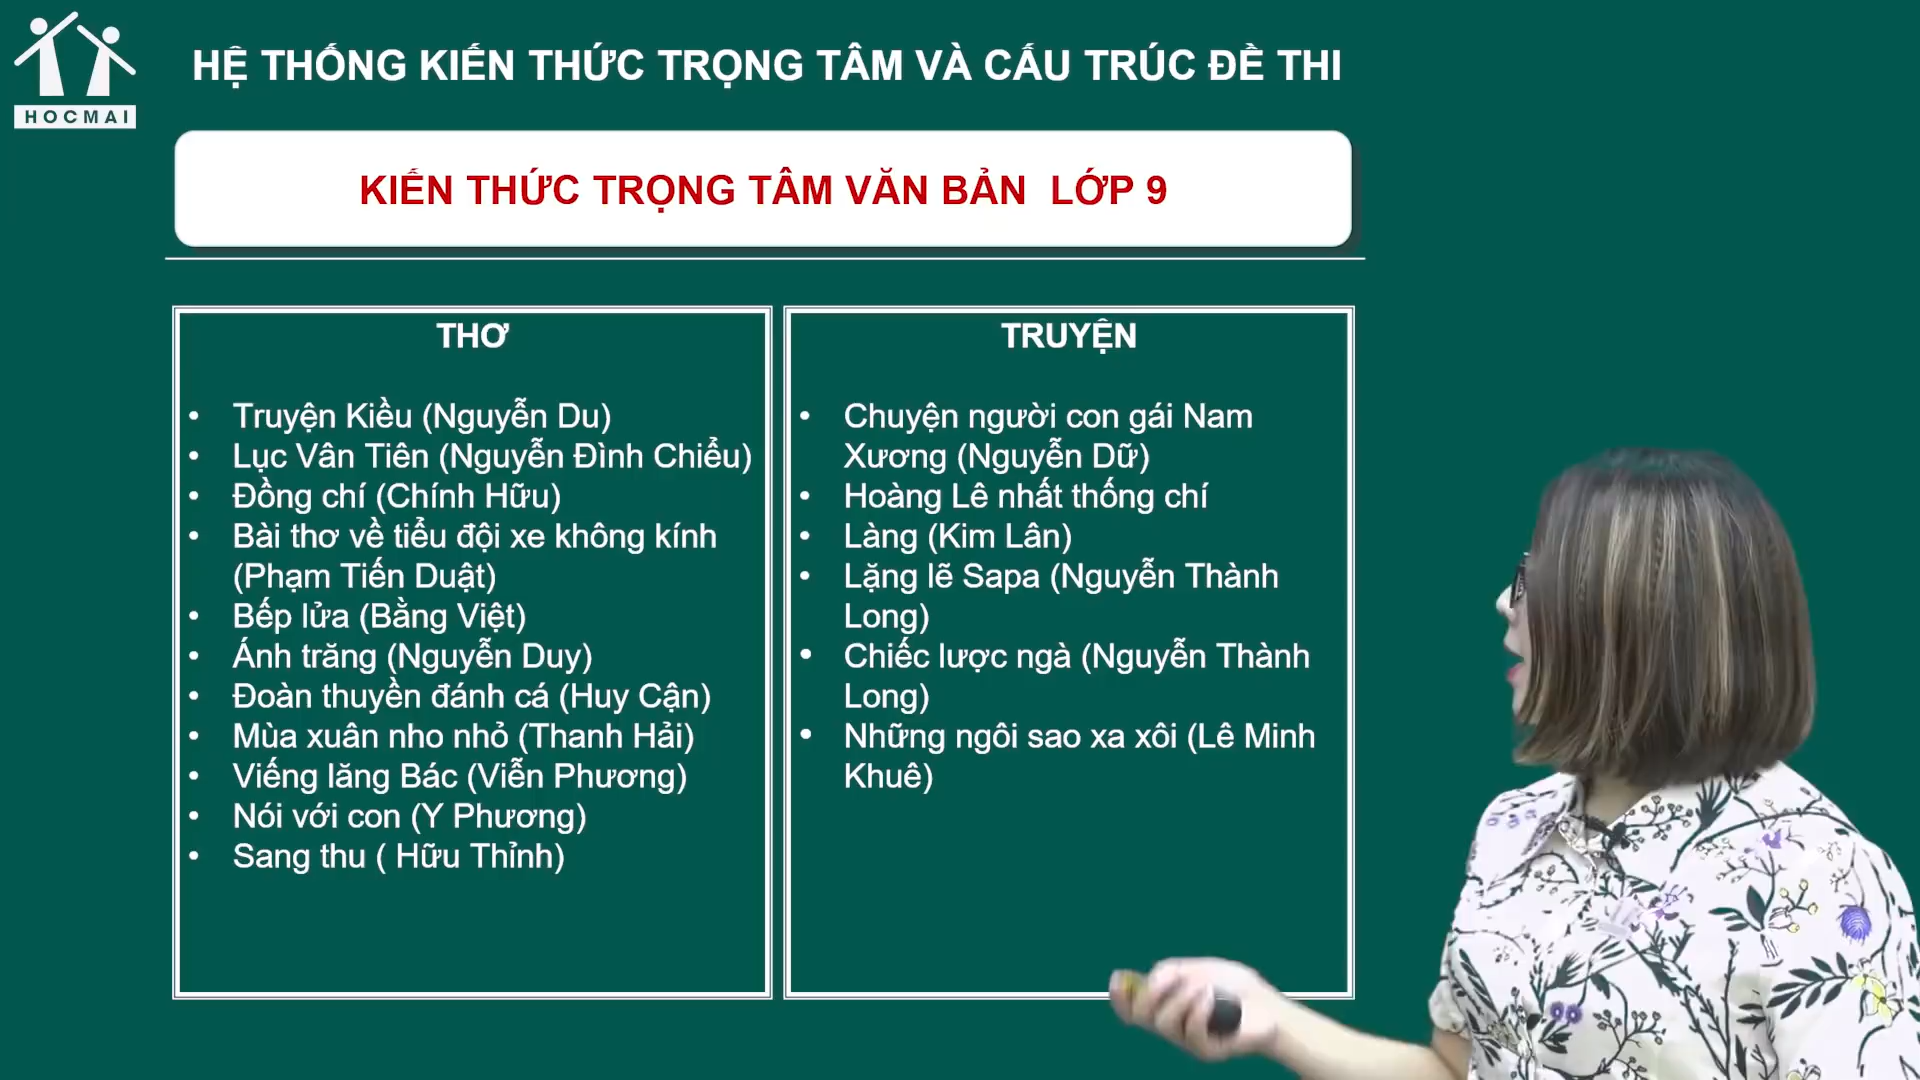 HOCMAI
HỆ THỐNG KIẾN THỨC TRỌNG TÂM VÀ CẤU TRÚC ĐỀ THI
KIẾN THỨC TRỌNG TÂM VĂN BẢN LỚP 9
THƠ
• Truyện Kiều (Nguyễn Du)
• Lục Vân Tiên (Nguyễn Đình Chiểu)
• Đồng chí (Chính Hữu)
• Bài thơ về tiểu đội xe không kính
(Phạm Tiến Duật)
• Bếp lửa (Bằng Việt)
• Ánh trăng (Nguyễn Duy)
• Đoàn thuyền đánh cá (Huy Cận)
• Mùa xuân nho nhỏ (Thanh Hải)
• Viếng lăng Bác (Viễn Phương)
• Nói với con (Y Phương)
• Sang thu ( Hữu Thỉnh)
TRUYỆN
• Chuyện người con gái Nam
Xương (Nguyễn Dữ)
• Hoàng Lê nhất thống chí
• Làng (Kim Lân)
• Lặng lẽ Sapa (Nguyễn Thành
Long)
• Chiếc lược ngà (Nguyễn Thành
Long)
• Những ngôi sao xa xôi (Lê Minh
Khuê)